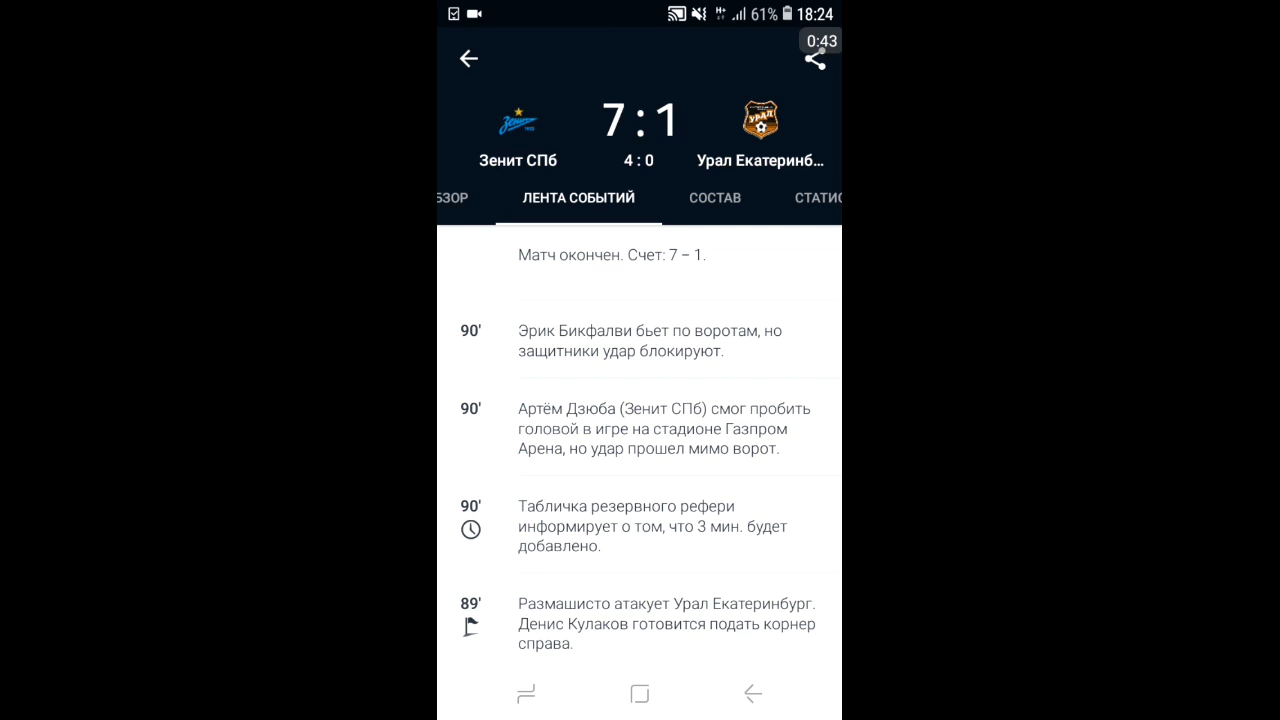 61% 18:24
0:43
7 : 1
Зенит
УРАЛ
Зенит СПб
4 : 0
Урал Екатеринб...
БЗОР
ЛЕНТА СОБЫТИЙ
СОСТАВ
СТАТИС
Матч окончен. Счет: 7 – 1.
90'
Эрик Бикфалви бьет по воротам, но
защитники удар блокируют.
90'
Артём Дзюба (Зенит СПб) смог пробить
головой в игре на стадионе Газпром
Арена, но удар прошел мимо ворот.
90'
Табличка резервного рефери
информирует о том, что 3 мин. будет
добавлено.
89'
Размашисто атакует Урал Екатеринбург.
Денис Кулаков готовится подать корнер
справа.